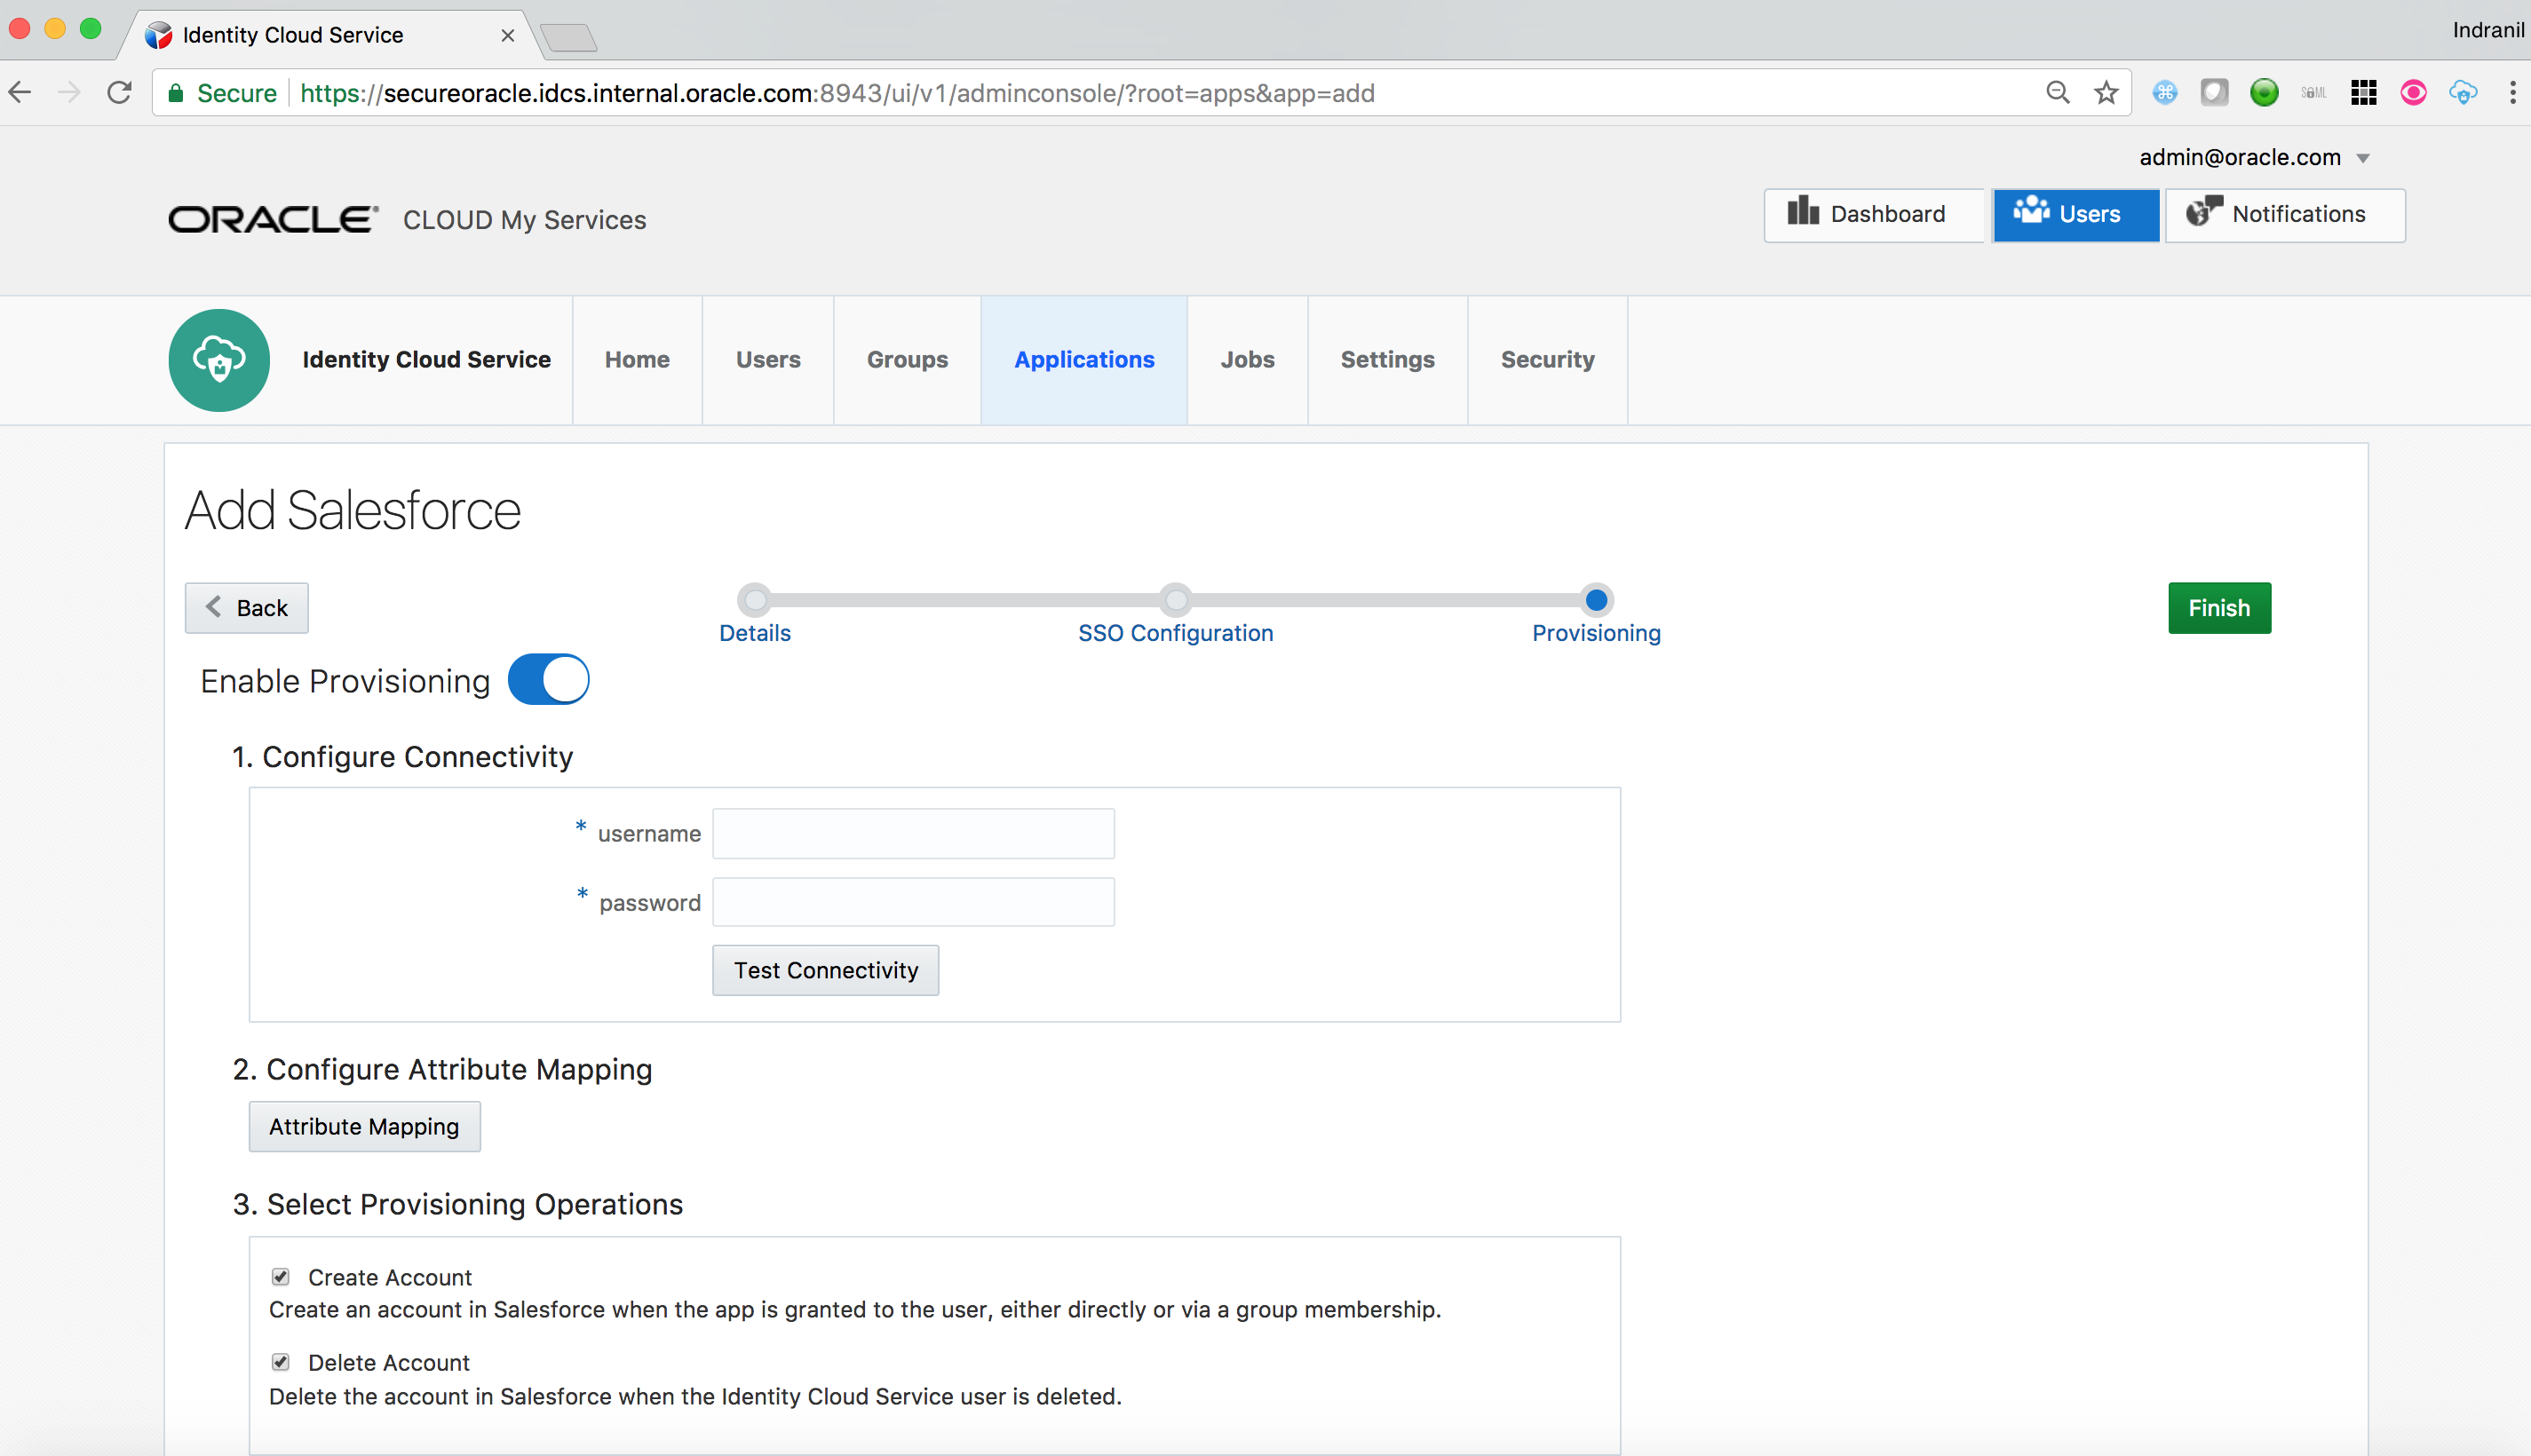 Identity Cloud Service
Indranil
Secure https://secureoracle.idcs.internal.oracle.com:8943/ui/v1/adminconsole/?root=apps&app=add
admin@oracle.com
ORACLE® CLOUD My Services
Dashboard Users Notifications
Identity Cloud Service Home Users Groups Applications Jobs Settings Security
Add Salesforce
Back
Finish
Details SSO Configuration Provisioning
Enable Provisioning
1. Configure Connectivity
* username
* password
Test Connectivity
2. Configure Attribute Mapping
Attribute Mapping
3. Select Provisioning Operations
Create Account
Create an account in Salesforce when the app is granted to the user, either directly or via a group membership.
Delete Account
Delete the account in Salesforce when the Identity Cloud Service user is deleted.